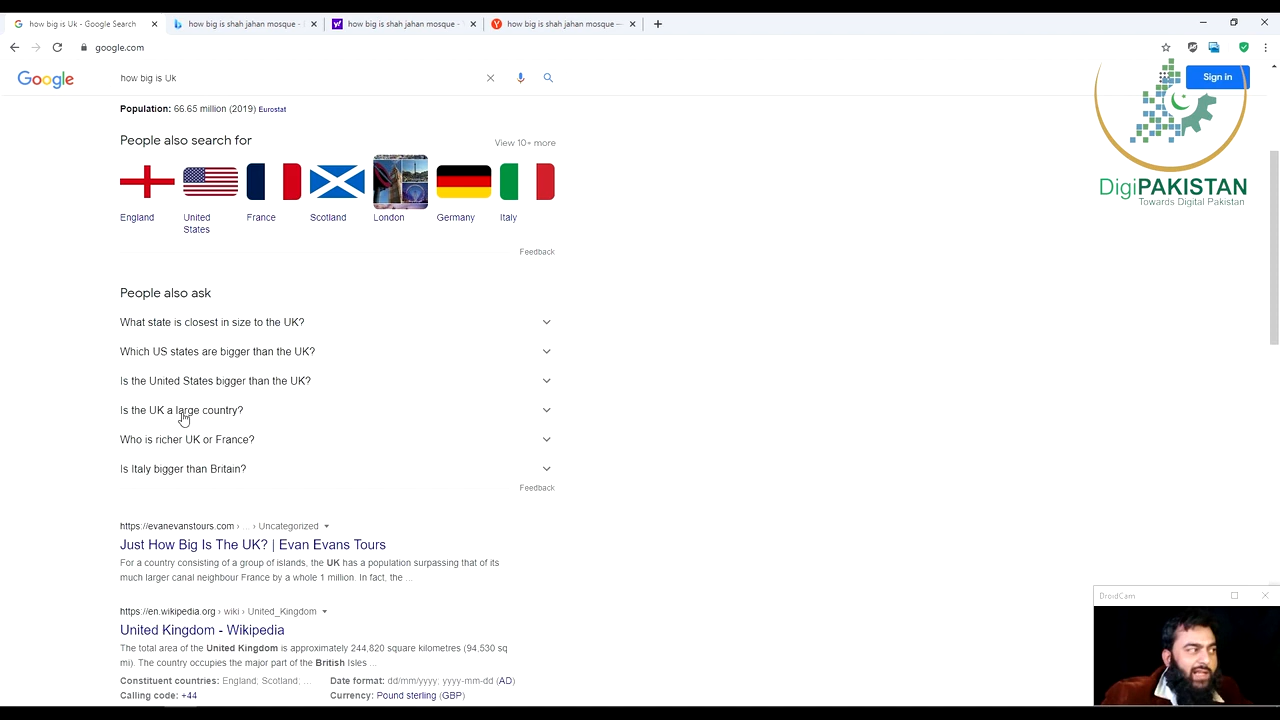 how big is Uk - Google Search
how big is shah jahan mosque -
how big is shah jahan mosque -
how big is shah jahan mosque —
google.com
Google
how big is Uk
Sign in
Population: 66.65 million (2019) Eurostat
People also search for
View 10+ more
England
United States
France
Scotland
London
Germany
Italy
DigiPAKISTAN
Towards Digital Pakistan
Feedback
People also ask
What state is closest in size to the UK?
Which US states are bigger than the UK?
Is the United States bigger than the UK?
Is the UK a large country?
Who is richer UK or France?
Is Italy bigger than Britain?
Feedback
https://evanevanstours.com › ... › Uncategorized
Just How Big Is The UK? | Evan Evans Tours
For a country consisting of a group of islands, the UK has a population surpassing that of its
much larger canal neighbour France by a whole 1 million. In fact, the ...
https://en.wikipedia.org › wiki › United_Kingdom
United Kingdom - Wikipedia
The total area of the United Kingdom is approximately 244,820 square kilometres (94,530 sq
mi). The country occupies the major part of the British Isles ...
Constituent countries: England; Scotland; ...
Date format: dd/mm/yyyy; yyyy-mm-dd (AD)
Calling code: +44
Currency: Pound sterling (GBP)
DroidCam